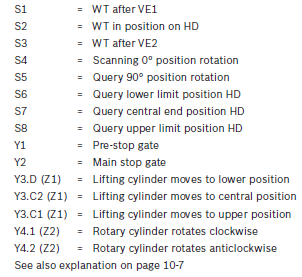 S1 = WT after VE1
S2 = WT in position on HD
S3 = WT after VE2
S4 = Scanning 0° position rotation
S5 = Query 90° position rotation
S6 = Query lower limit position HD
S7 = Query central end position HD
S8 = Query upper limit position HD
Y1 = Pre-stop gate
Y2 = Main stop gate
Y3.D (Z1) = Lifting cylinder moves to lower position
Y3.C2 (Z1) = Lifting cylinder moves to central position
Y3.C1 (Z1) = Lifting cylinder moves to upper position
Y4.1 (Z2) = Rotary cylinder rotates clockwise
Y4.2 (Z2) = Rotary cylinder rotates anticlockwise
See also explanation on page 10-7